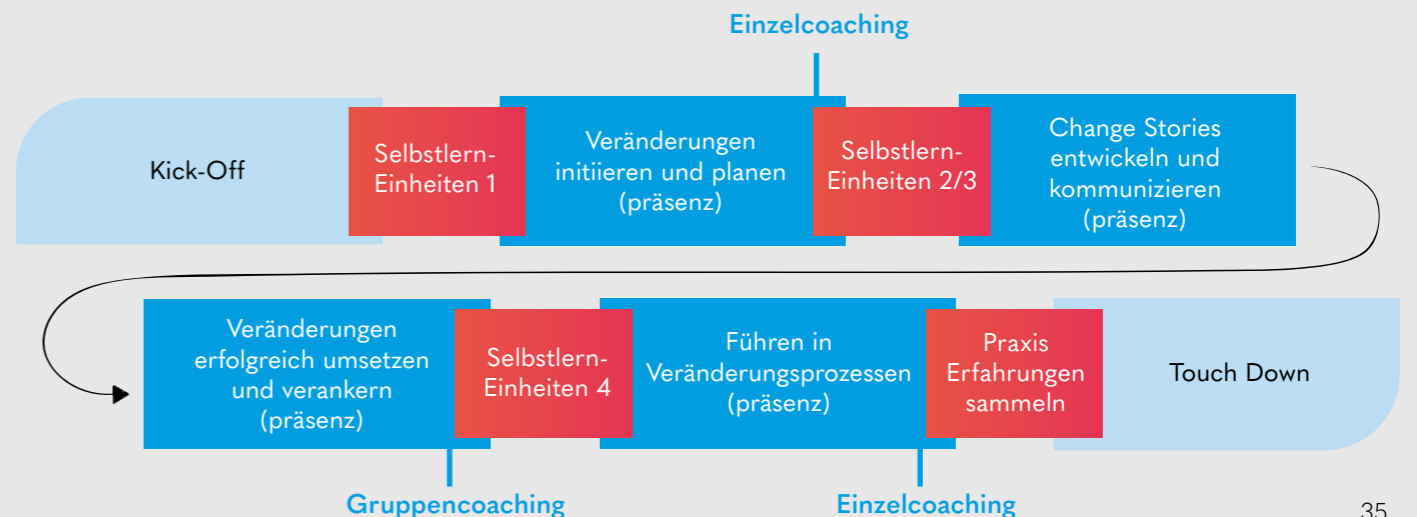 Einzelcoaching
Kick-Off
Selbstlern-
Einheiten 1
Veränderungen
initiieren und planen
(präsenz)
Selbstlern-
Einheiten 2/3
Change Stories
entwickeln und
kommunizieren
(präsenz)
Veränderungen
erfolgreich umsetzen
und verankern
(präsenz)
Selbstlern-
Einheiten 4
Führen in
Veränderungsprozessen
(präsenz)
Praxis
Erfahrungen
sammeln
Touch Down
Gruppencoaching
Einzelcoaching
35